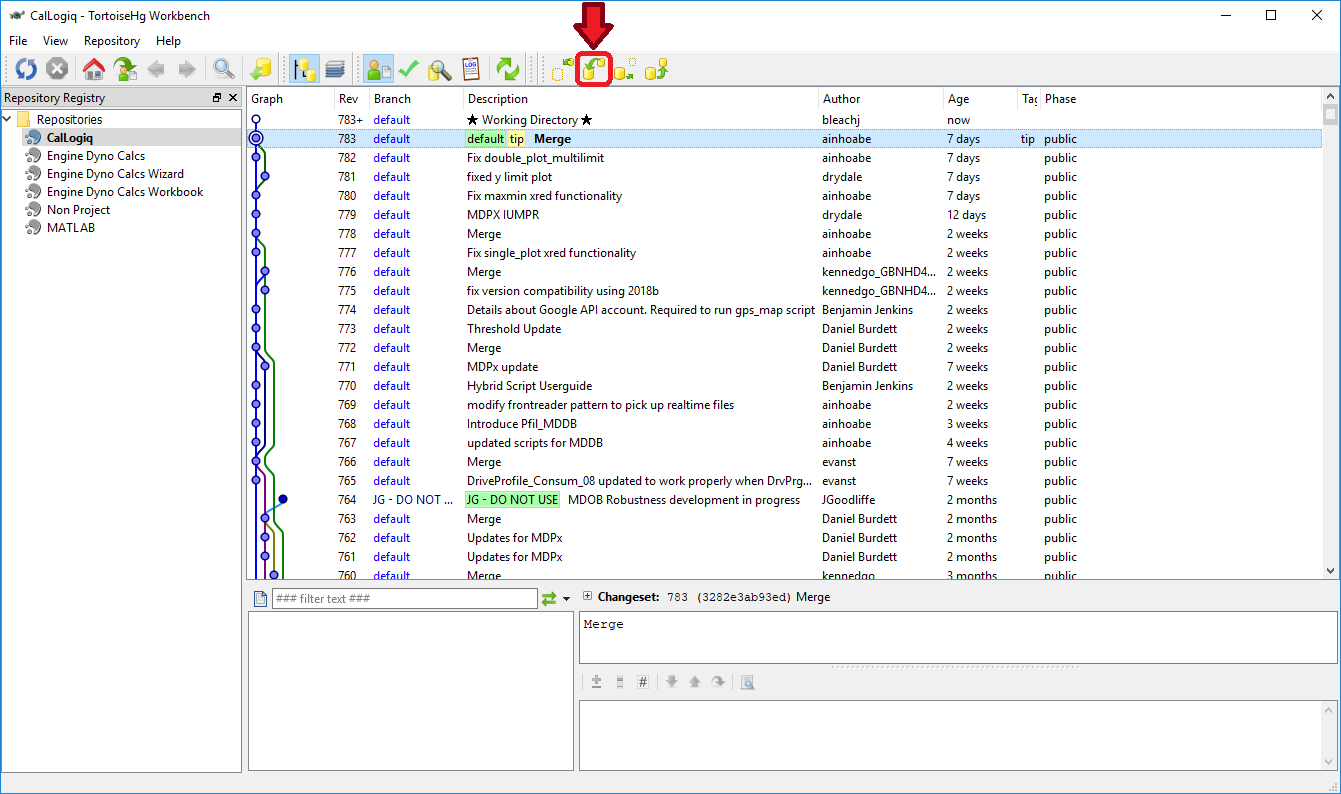 CalLogiq - TortoiseHg Workbench
File View Repository Help
LOG
Repository Registry
Repositories
CalLogiq
Engine Dyno Calcs
Engine Dyno Calcs Wizard
Engine Dyno Calcs Workbook
Non Project
MATLAB
Graph Rev Branch Description Author Age Tag Phase
783+ default ★ Working Directory ★ bleachj now
783 default default tip Merge ainhoabe 7 days tip public
782 default Fix double_plot_multilimit ainhoabe 7 days public
781 default fixed y limit plot drydale 7 days public
780 default Fix maxmin xred functionality ainhoabe 7 days public
779 default MDPX IUMPR drydale 12 days public
778 default Merge ainhoabe 2 weeks public
777 default Fix single_plot xred functionality ainhoabe 2 weeks public
776 default Merge kennedgo_GBNHD4... 2 weeks public
775 default fix version compatibility using 2018b kennedgo_GBNHD4... 2 weeks public
774 default Details about Google API account. Required to run gps_map script Benjamin Jenkins 2 weeks public
773 default Threshold Update Daniel Burdett 2 weeks public
772 default Merge Daniel Burdett 2 weeks public
771 default MDPx update Daniel Burdett 7 weeks public
770 default Hybrid Script Userguide Benjamin Jenkins 2 weeks public
769 default modify frontreader pattern to pick up realtime files ainhoabe 2 weeks public
768 default Introduce Pfil_MDDB ainhoabe 3 weeks public
767 default updated scripts for MDDB ainhoabe 4 weeks public
766 default Merge evanst 7 weeks public
765 default DriveProfile_Consum_08 updated to work properly when DrvPrg... evanst 7 weeks public
764 JG - DO NOT ... JG - DO NOT USE MDOB Robustness development in progress JGoodliffe 2 months public
763 default Merge Daniel Burdett 2 months public
762 default Updates for MDPx Daniel Burdett 2 months public
761 default Updates for MDPx Daniel Burdett 2 months public
760 default Merge kennedgo 3 months public
### filter text ###
Changeset: 783 (3282e3ab93ed) Merge
Merge
#